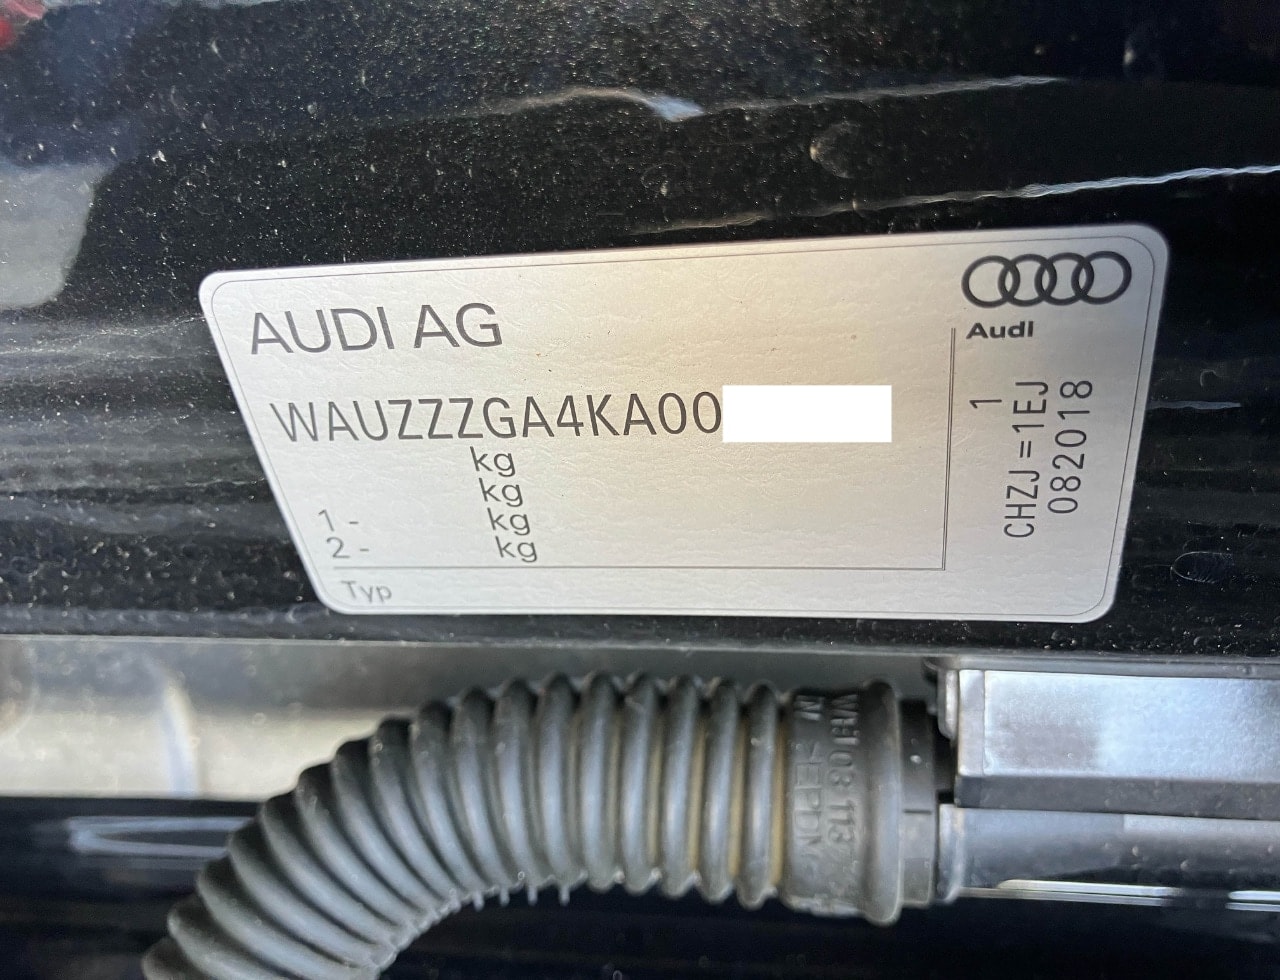 AUDI AG
Audi
WAUZZZGA4KA00
kg
kg
1 - kg
2 - kg
Typ
1
CHZJ = 1EJ
082018